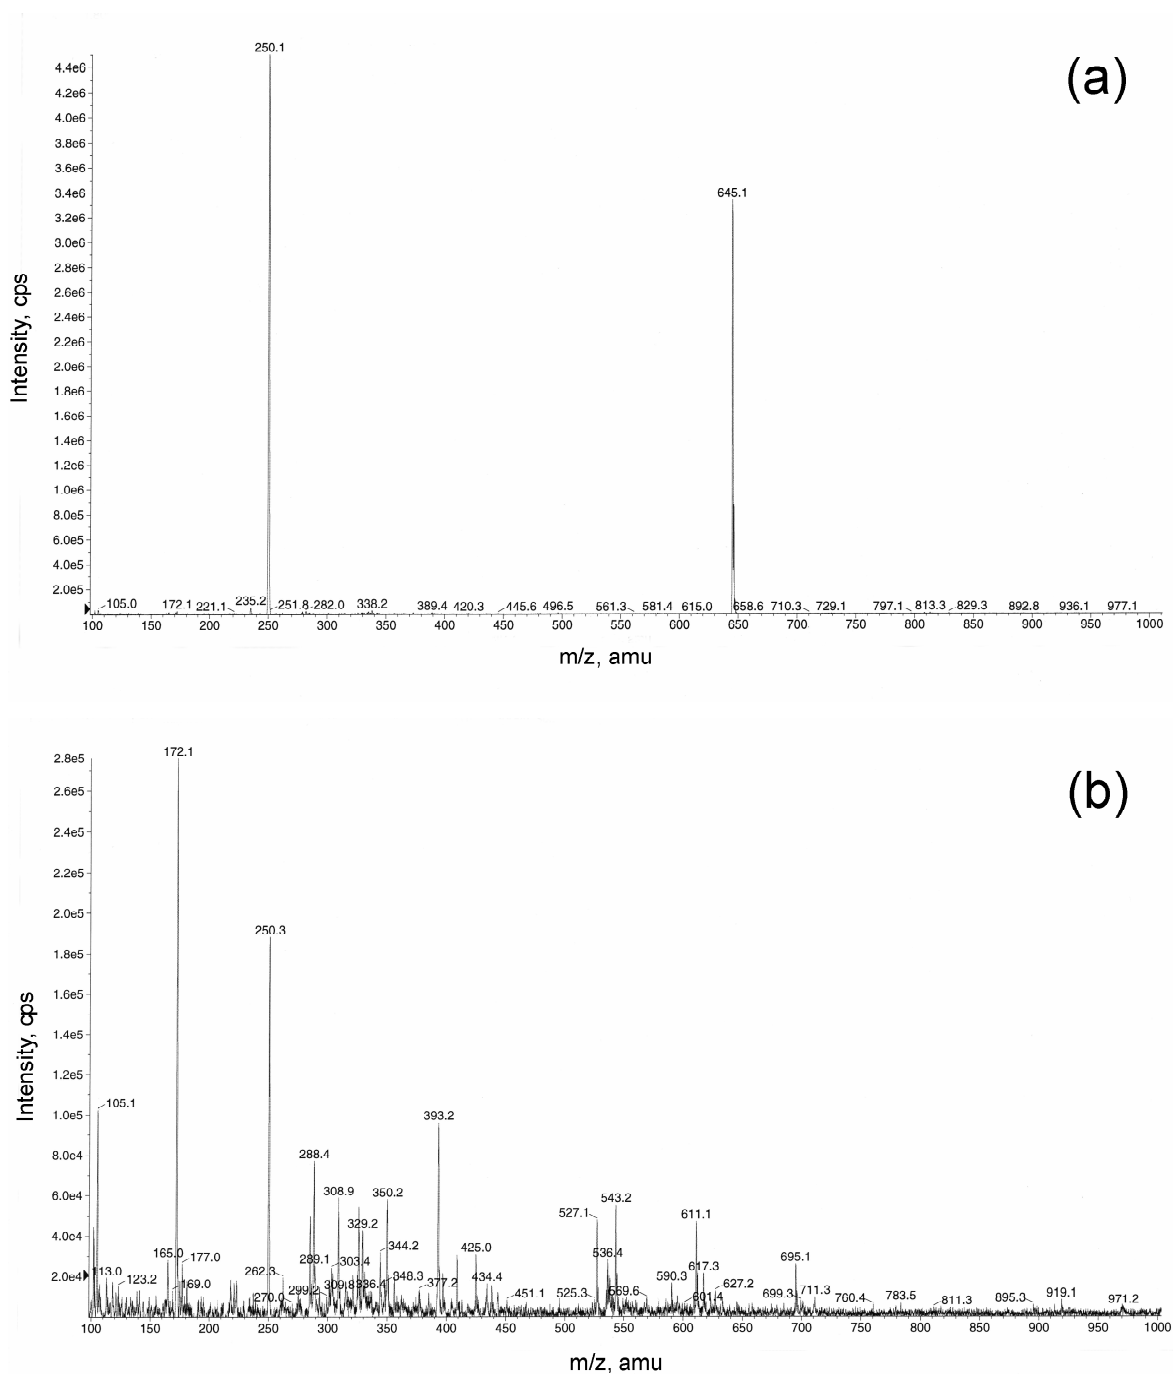 (a)
250.1
4.4e6
4.2e6
4.0e6
3.8e6
3.6e6
3.4e6
645.1
3.2e6
3.0e6
2.8e6
2.6e6
2.4e6
2.2e6
2.0e6
1.8e6
1.6e6
1.4e6
1.2e6
1.0e6
8.0e5
6.0e5
4.0e5
2.0e5
Intensity, cps
105.0 172.1 221.1 235.2 251.8 282.0 338.2 389.4 420.3 445.6 496.5 561.3 581.4 615.0 658.6 710.3 729.1 797.1 813.3 829.3 892.8 936.1 977.1
100 150 200 250 300 350 400 450 500 550 600 650 700 750 800 850 900 950 1000
m/z, amu
(b)
172.1
2.8e5
2.6e5
2.4e5
2.2e5
2.0e5
250.3
1.8e5
1.6e5
1.4e5
1.2e5
105.1
1.0e5
393.2
8.0e4
288.4
6.0e4
308.9
350.2
543.2
527.1
611.1
329.2
4.0e4
344.2
425.0
536.4
165.0
177.0
289.1
303.4
617.3
695.1
2.0e4
113.0
123.2
169.0
262.3
270.0
299.2
309.8
336.4
348.3
377.2
434.4
451.1
525.3
569.6
590.3
601.4
627.2
699.3
711.3
760.4
783.5
811.3
895.3
919.1
971.2
Intensity, cps
100 150 200 250 300 350 400 450 500 550 600 650 700 750 800 850 900 950 1000
m/z, amu